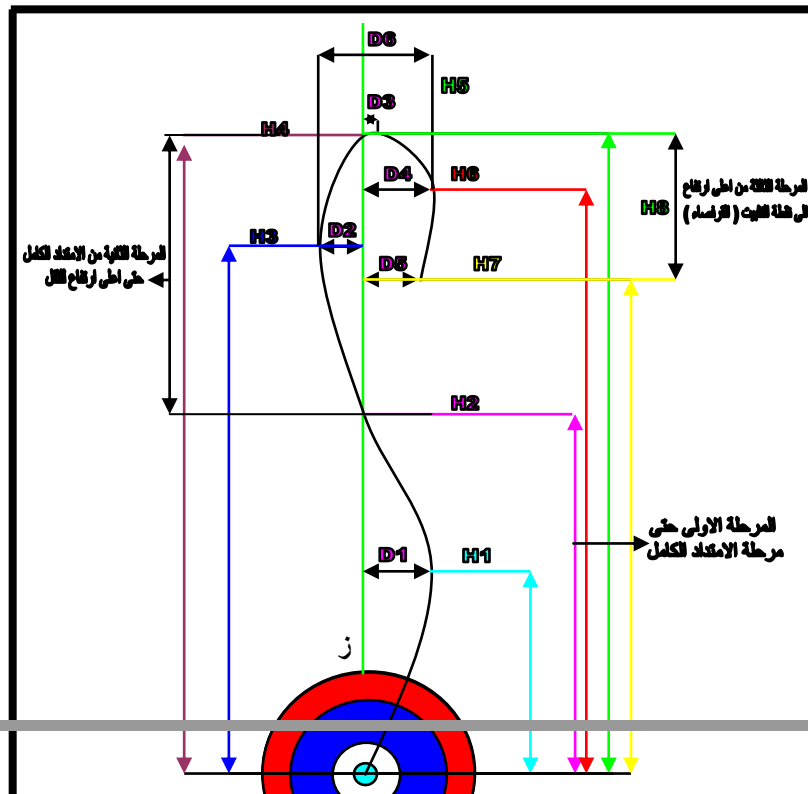 D6
H5
D3
H4
D4
H6
المرحلة الثالثة من اعلى ارتفاع
الى نقطة التثبيت ( القرفصاء )
H8
D2
H3
المرحلة الثانية من الامتداد الكامل
حتى اعلى ارتفاع للثقل
D5
H7
H2
المرحلة الاولى حتى
مرحلة الامتداد الكامل
D1
H1
ز